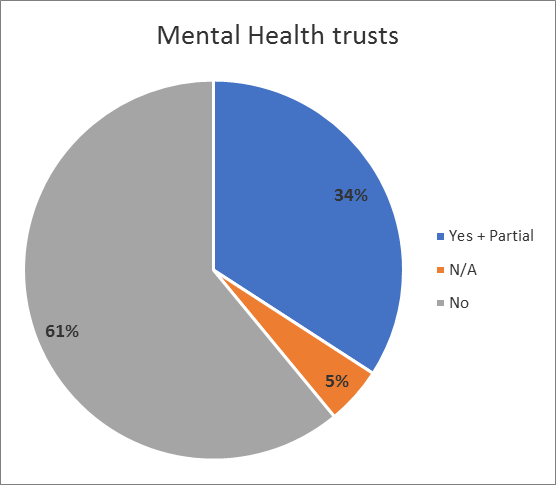 Mental Health trusts
34%
Yes + Partial
N/A
No
61%
5%